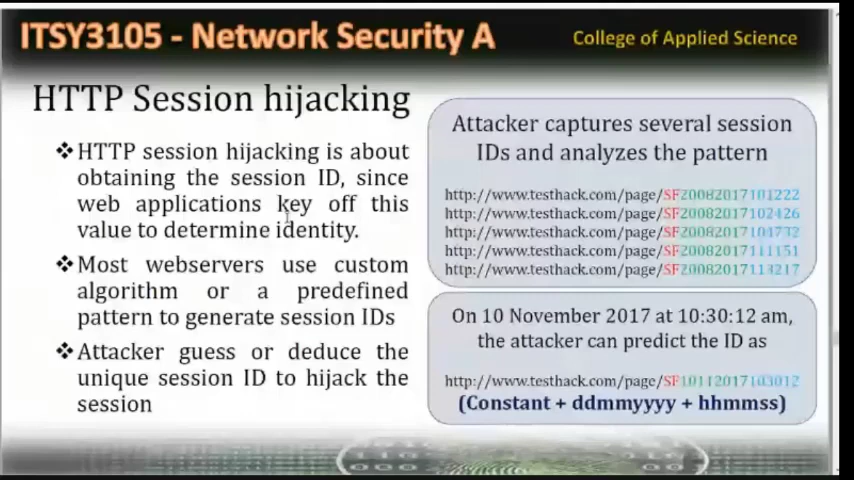 ITSY3105 - Network Security A
College of Applied Science
HTTP Session hijacking
❖HTTP session hijacking is about
obtaining the session ID, since
web applications key off this
value to determine identity.
❖Most webservers use custom
algorithm or a predefined
pattern to generate session IDs
❖Attacker guess or deduce the
unique session ID to hijack the
session
Attacker captures several session
IDs and analyzes the pattern
http://www.testhack.com/page/SF20082017101222
http://www.testhack.com/page/SF20082017102426
http://www.testhack.com/page/
http://www.testhack.com/page/SF20082017111151
http://www.testhack.com/page/SF20082017113217
On 10 November 2017 at 10:30:12 am,
the attacker can predict the ID as
http://www.testhack.com/page/SF10112017103012
(Constant + ddmmyyyy + hhmmss)